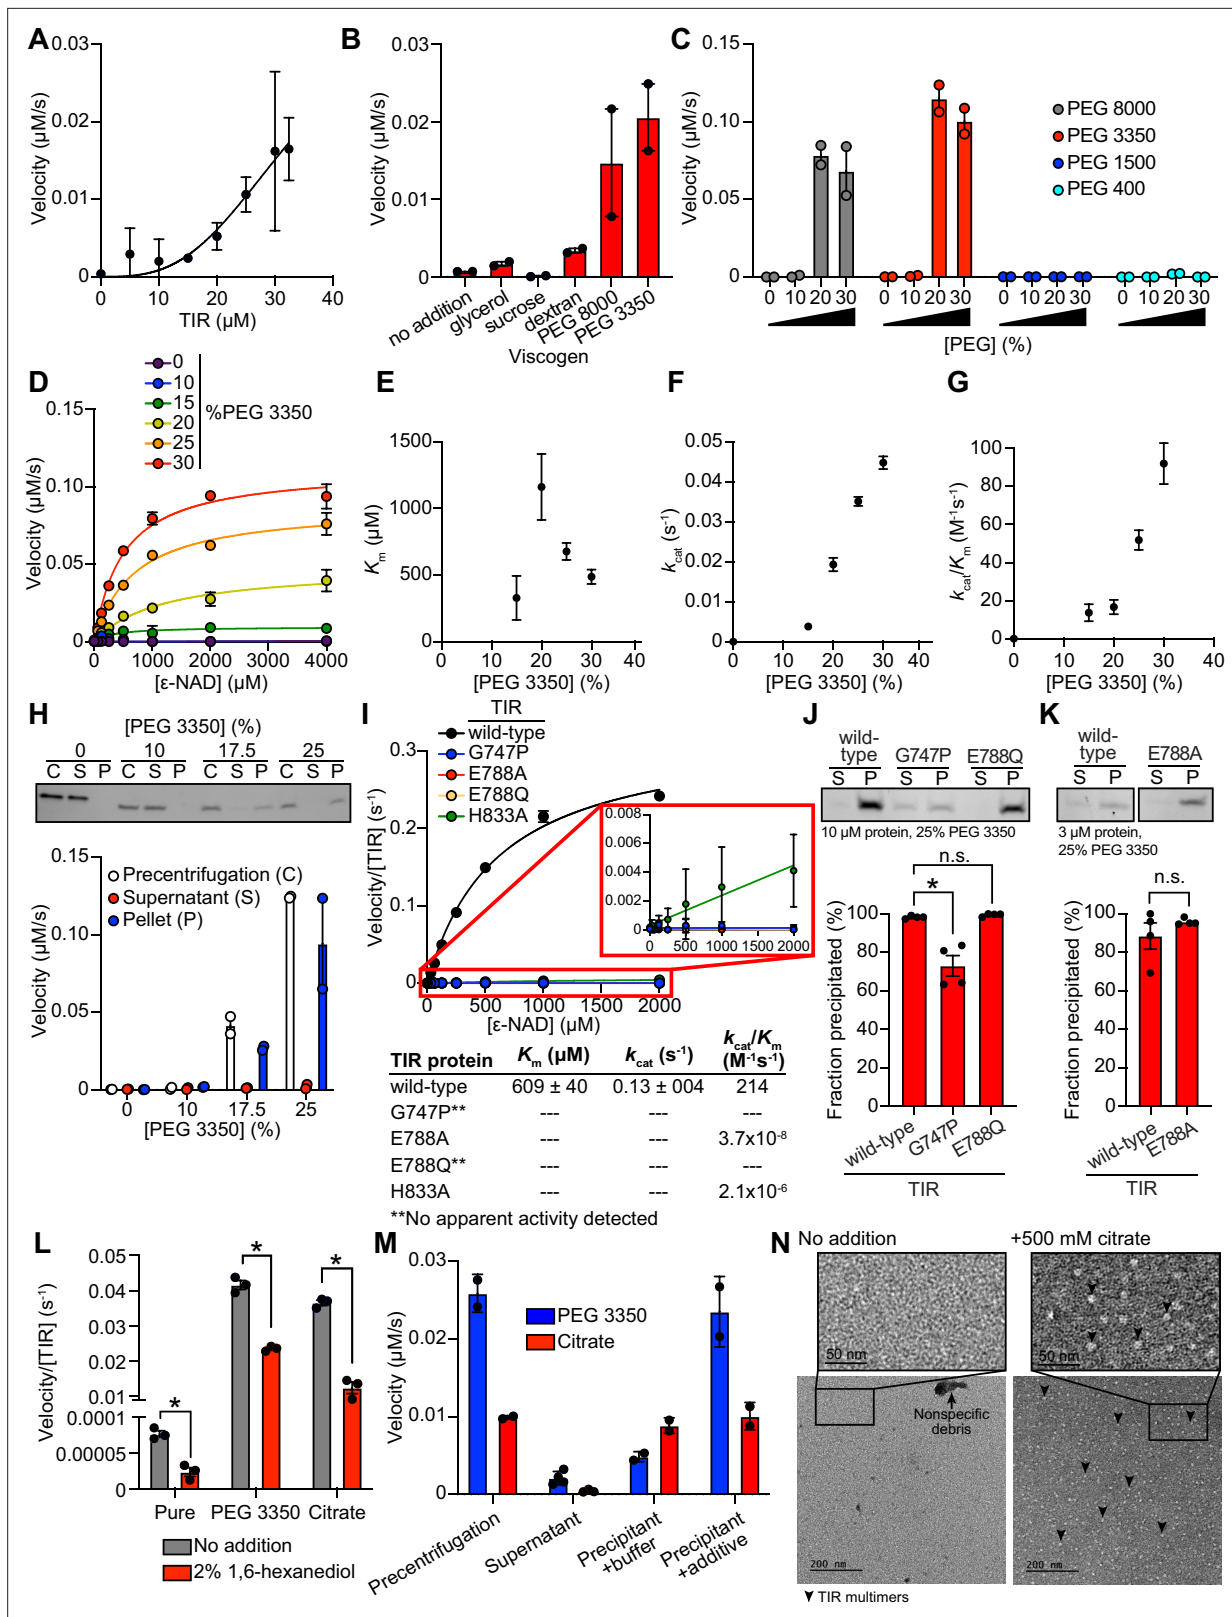 A
Velocity (µM/s)
0.03
0.02
0.01
0
0 10 20 30 40
TIR (µM)
B
Velocity (µM/s)
0.03
0.02
0.01
0
no addition
glycerol
sucrose
dextran
PEG 8000
PEG 3350
Viscogen
C
Velocity (µM/s)
0.15
0.10
0.05
0
PEG 8000
PEG 3350
PEG 1500
PEG 400
0 10 20 30 0 10 20 30 0 10 20 30 0 10 20 30
[PEG] (%)
D
0
10
15
20
25
30
%PEG 3350
Velocity (µM/s)
0.15
0.10
0.05
0
0 1000 2000 3000 4000
[ε-NAD] (µM)
E
Km (µM)
1500
1000
500
0
10 20 30 40
[PEG 3350] (%)
F
kcat (s-1)
0.05
0.04
0.03
0.02
0.01
0
0 10 20 30 40
[PEG 3350] (%)
G
kcat/Km (M-1s-1)
100
80
60
40
20
0
0 10 20 30 40
[PEG 3350] (%)
H
[PEG 3350] (%)
0 10 17.5 25
C S P C S P C S P C S P
Velocity (µM/s)
0.15
0.10
0.05
0
Precentrifugation (C)
Supernatant (S)
Pellet (P)
0 10 17.5 25
[PEG 3350] (%)
I
TIR
wild-type
G747P
E788A
E788Q
H833A
Velocity/[TIR] (s-1)
0.3
0.2
0.1
0
0 500 1000 1500 2000
[ε-NAD] (µM)
0.008
0.006
0.004
0.002
0
0 500 1000 1500 2000
TIR protein Km (µM) kcat (s-1) kcat/Km (M-1s-1)
wild-type 609 ± 40 0.13 ± 004 214
G747P** --- --- ---
E788A --- --- 3.7x10-8
E788Q** --- --- ---
H833A --- --- 2.1x10-6
**No apparent activity detected
J
wild-type G747P E788Q
S P S P S P
10 µM protein, 25% PEG 3350
n.s.
*
Fraction precipitated (%)
100
80
60
40
20
0
wild-type
G747P
E788Q
TIR
K
wild-type E788A
S P S P
3 µM protein,
25% PEG 3350
n.s.
Fraction precipitated (%)
100
80
60
40
20
0
wild-type
E788A
TIR
L
Velocity/[TIR] (s-1)
0.05
0.04
0.03
0.02
0.01
0.0001
0.00005
0
*
*
*
Pure PEG 3350 Citrate
No addition
2% 1,6-hexanediol
M
Velocity (µM/s)
0.03
0.02
0.01
0
PEG 3350
Citrate
Precentrifugation
Supernatant
Precipitant
+buffer
Precipitant
+additive
N
No addition
+500 mM citrate
50 nm
50 nm
Nonspecific
debris
200 nm
200 nm
TIR multimers